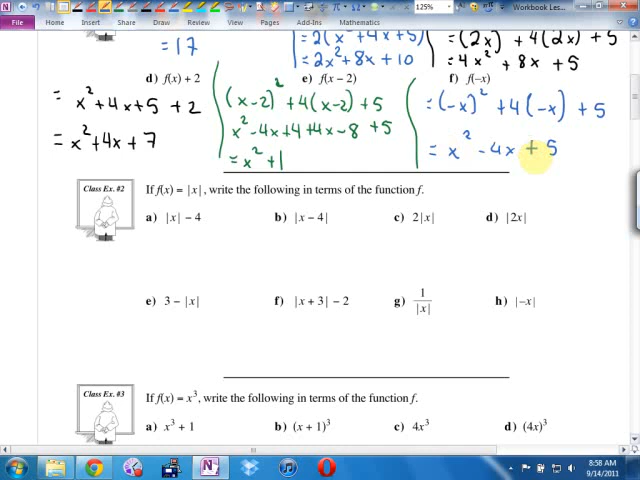 Insert
Draw
View
Add-Ins
Mathematics
125%
Workbook Les...
File
Page
Class Ex. #1
= 17
= 2(x² + 4x + 5)
= 2x² + 8x + 10
= (2x)² + 4(2x) + 5
= 4x² + 8x + 5
d) f(x) + 2
e) f(x − 2)
f) f(−x)
= x² + 4x + 5 + 2
= x² + 4x + 7
(x-2)² + 4(x-2) + 5
x² - 4x + 4 + 4x - 8 + 5
= x² + 1
= (-x)² + 4(-x) + 5
= x² - 4x + 5
Class Ex. #2
If f(x) = |x|, write the following in terms of the function f.
a) |x| − 4
b) |x − 4|
c) 2|x|
d) |2x|
e) 3 − |x|
f) |x + 3| − 2
g) 1/|x|
h) |−x|
Class Ex. #3
If f(x) = x³, write the following in terms of the function f.
a) x³ + 1
b) (x + 1)³
c) 4x³
d) (4x)³
8:58 AM
9/14/2011